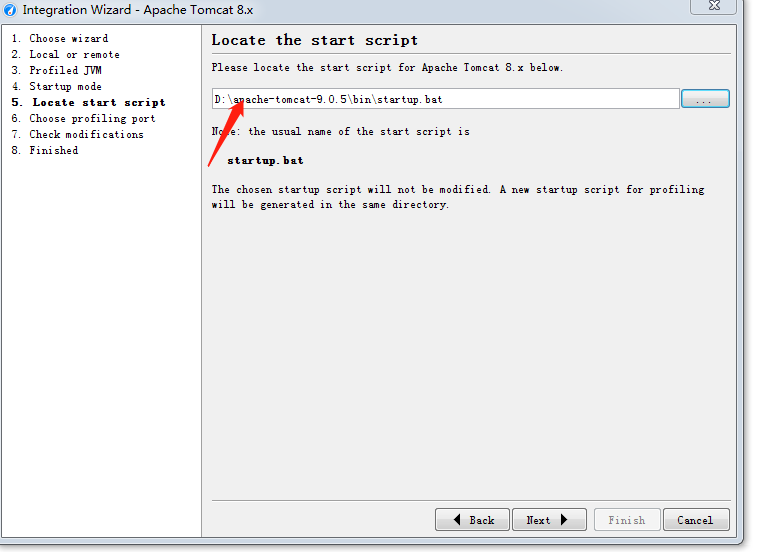 Integration Wizard - Apache Tomcat 8.x
1. Choose wizard
2. Local or remote
3. Profiled JVM
4. Startup mode
5. Locate start script
6. Choose profiling port
7. Check modifications
8. Finished
Locate the start script
Please locate the start script for Apache Tomcat 8.x below.
D:\apache-tomcat-9.0.5\bin\startup.bat
...
Note: the usual name of the start script is
startup.bat
The chosen startup script will not be modified. A new startup script for profiling
will be generated in the same directory.
Back
Next
Finish
Cancel